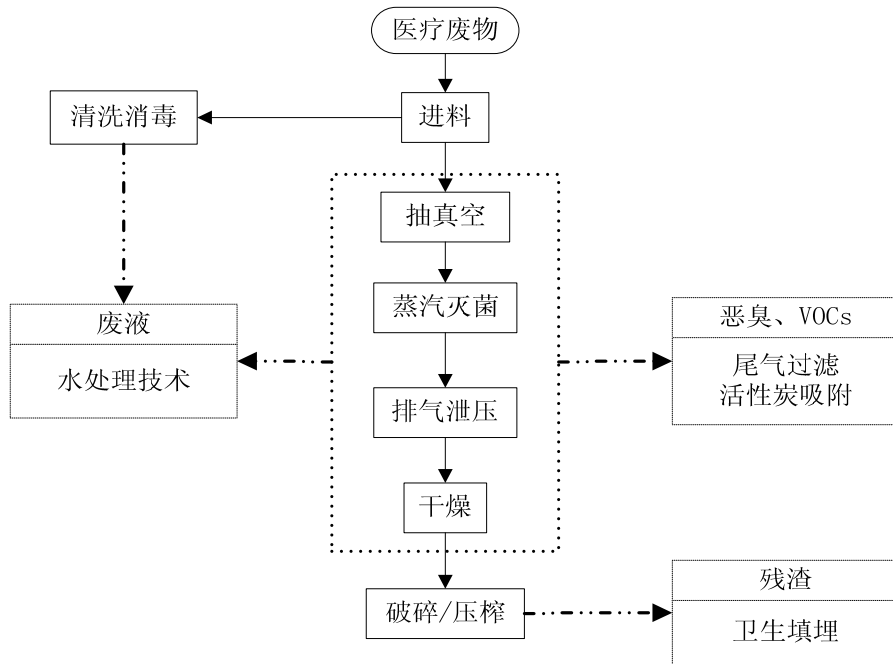 医疗废物
清洗消毒
进料
抽真空
蒸汽灭菌
废液
水处理技术
恶臭、VOCs
尾气过滤
活性炭吸附
排气泄压
干燥
破碎/压榨
残渣
卫生填埋